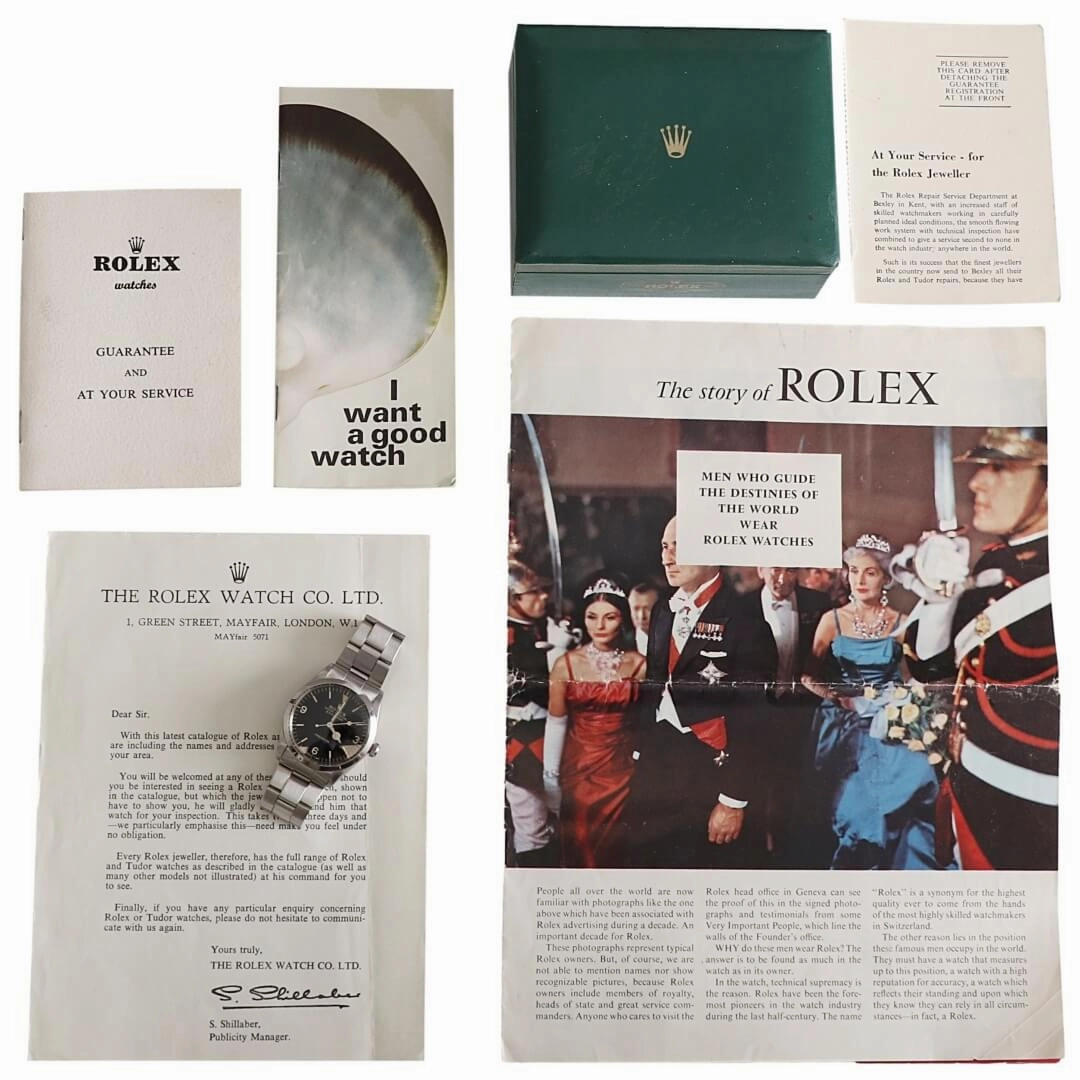 ROLEX
watches
GUARANTEE
AND
AT YOUR SERVICE
I
want
a good
watch
ROLEX
PLEASE REMOVE
THIS CARD AFTER
DETACHING THE
GUARANTEE
REGISTRATION
AT THE FRONT
At Your Service - for
the Rolex Jeweller
The Rolex Repair Service Department at
Bexley in Kent, with an increased staff of
skilled watchmakers working in carefully
planned ideal conditions, the smooth flowing
work system with technical inspection have
combined to give a service second to none in
the watch industry anywhere in the world.
Such is its success that the finest jewellers
in the country now send to Bexley all their
Rolex and Tudor repairs, because they have
THE ROLEX WATCH CO. LTD.
1, GREEN STREET, MAYFAIR, LONDON, W.1
MAYfair 5071
Dear Sir,
With this latest catalogue of Rolex
are including the names and addresses
your area.
You will be welcomed at any of should
you be interested in seeing a Rolex shown
in the catalogue, but which the not to
have to show you, he will gladly him that
watch for your inspection. This takes three days and
—we particularly emphasise this—need make you feel under
no obligation.
Every Rolex jeweller, therefore, has the full range of Rolex
and Tudor watches as described in the catalogue (as well as
many other models not illustrated) at his command for you
to see.
Finally, if you have any particular enquiry concerning
Rolex or Tudor watches, please do not hesitate to communi-
cate with us again.
Yours truly,
THE ROLEX WATCH CO. LTD.
S. Shillaber
S. Shillaber,
Publicity Manager.
9
3
6
The story of ROLEX
MEN WHO GUIDE
THE DESTINIES OF
THE WORLD
WEAR
ROLEX WATCHES
People all over the world are now
familiar with photographs like the one
above which have been associated with
Rolex advertising during a decade. An
important decade for Rolex.
These photographs represent typical
Rolex owners. But, of course, we are
not able to mention names nor show
recognizable pictures, because Rolex
owners include members of royalty,
heads of state and great service com-
manders. Anyone who cares to visit the
Rolex head office in Geneva can see
the proof of this in the signed photo-
graphs and testimonials from some
Very Important People, which line the
walls of the Founder's office.
WHY do these men wear Rolex? The
answer is to be found as much in the
watch as in its owner.
In the watch, technical supremacy is
the reason. Rolex have been the fore-
most pioneers in the watch industry
during the last half-century. The name
"Rolex" is a synonym for the highest
quality ever to come from the hands
of the most highly skilled watchmakers
in Switzerland.
The other reason lies in the position
these famous men occupy in the world.
They must have a watch that measures
up to this position, a watch with a high
reputation for accuracy, a watch which
reflects their standing and upon which
they know they can rely in all circum-
stances—in fact, a Rolex.